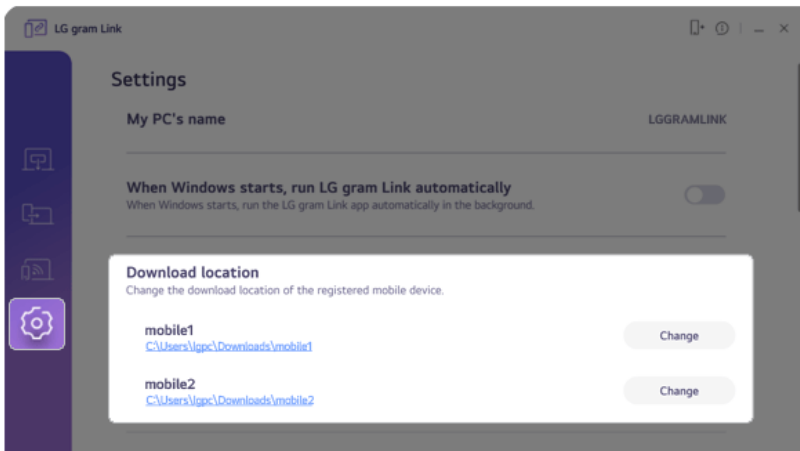 LG gram Link
Settings
My PC's name
LGGRAMLINK
When Windows starts, run LG gram Link automatically
When Windows starts, run the LG gram Link app automatically in the background.
Download location
Change the download location of the registered mobile device.
mobile1
C:\Users\lgpc\Downloads\mobile1
Change
mobile2
C:\Users\lgpc\Downloads\mobile2
Change